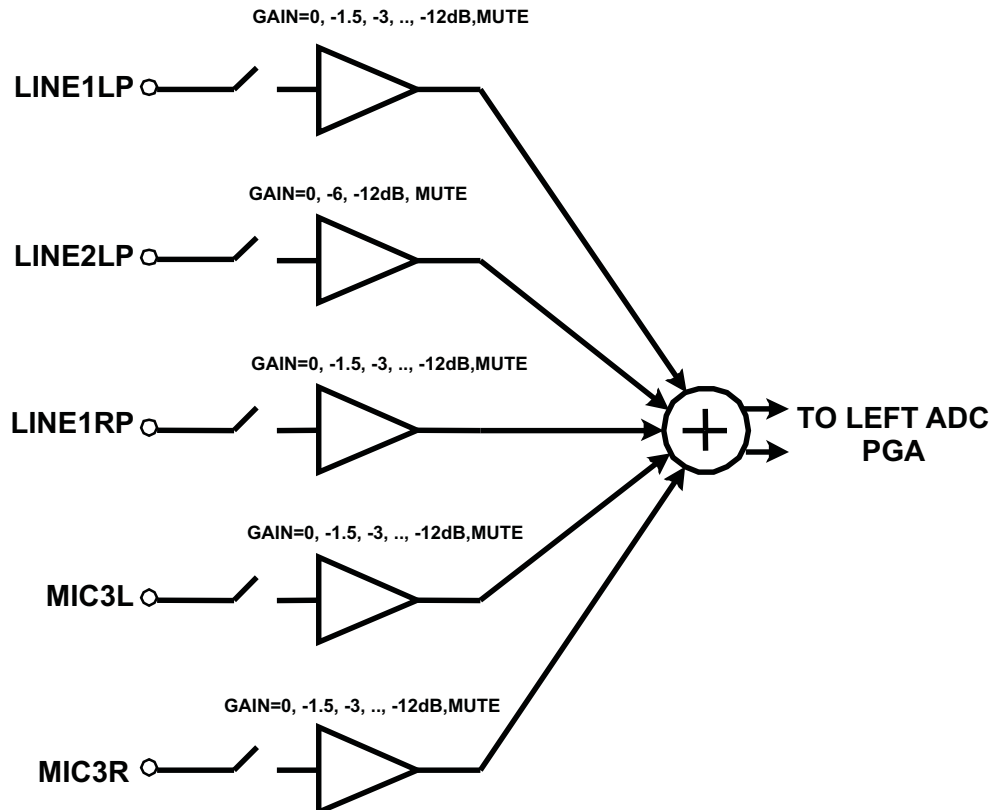 GAIN=0, -1.5, -3, .., -12dB,MUTE
LINE1LP
GAIN=0, -6, -12dB, MUTE
LINE2LP
GAIN=0, -1.5, -3, .., -12dB,MUTE
LINE1RP
TO LEFT ADC
PGA
GAIN=0, -1.5, -3, .., -12dB,MUTE
MIC3L
GAIN=0, -1.5, -3, .., -12dB,MUTE
MIC3R